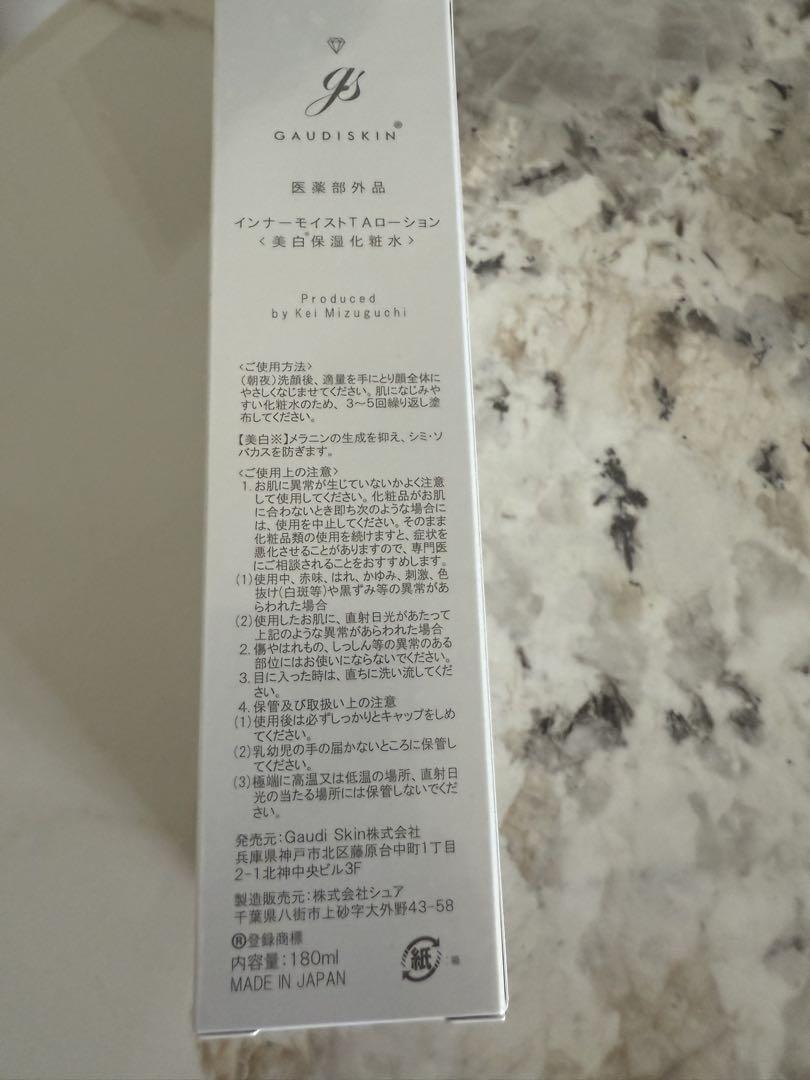 gs
GAUDISKIN®
医薬部外品
インナーモイストTAローション
〈美白※保湿化粧水〉
Produced
by Kei Mizuguchi
〈ご使用方法〉
(朝夜)洗顔後、適量を手にとり顔全体に
やさしくなじませてください。肌になじみや
すい化粧水のため、3〜5回繰り返し塗
布してください。
【美白※】メラニンの生成を抑え、シミ・ソ
バカスを防ぎます。
〈ご使用上の注意〉
1. お肌に異常が生じていないかよく注意
して使用してください。化粧品がお肌
に合わないとき即ち次のような場合に
は、使用を中止してください。そのまま
化粧品類の使用を続けますと、症状を
悪化させることがありますので、専門医
にご相談されることをおすすめします。
(1)使用中、赤味、はれ、かゆみ、刺激、色
抜け(白斑等)や黒ずみ等の異常があ
らわれた場合
(2)使用したお肌に、直射日光があたって
上記のような異常があらわれた場合
2. 傷やはれもの、しっしん等の異常のある
部位にはお使いにならないでください。
3. 目に入った時は、直ちに洗い流してくだ
さい。
4. 保管及び取扱い上の注意
(1)使用後は必ずしっかりとキャップをしめ
てください。
(2)乳幼児の手の届かないところに保管し
てください。
(3)極端に高温又は低温の場所、直射日
光の当たる場所には保管しないでくだ
さい。
発売元:Gaudi Skin株式会社
兵庫県神戸市北区藤原台中町1丁目
2-1北神中央ビル3F
製造販売元:株式会社シュア
千葉県八街市上砂字大外野43-58
®登録商標
内容量:180ml
MADE IN JAPAN
紙
箱